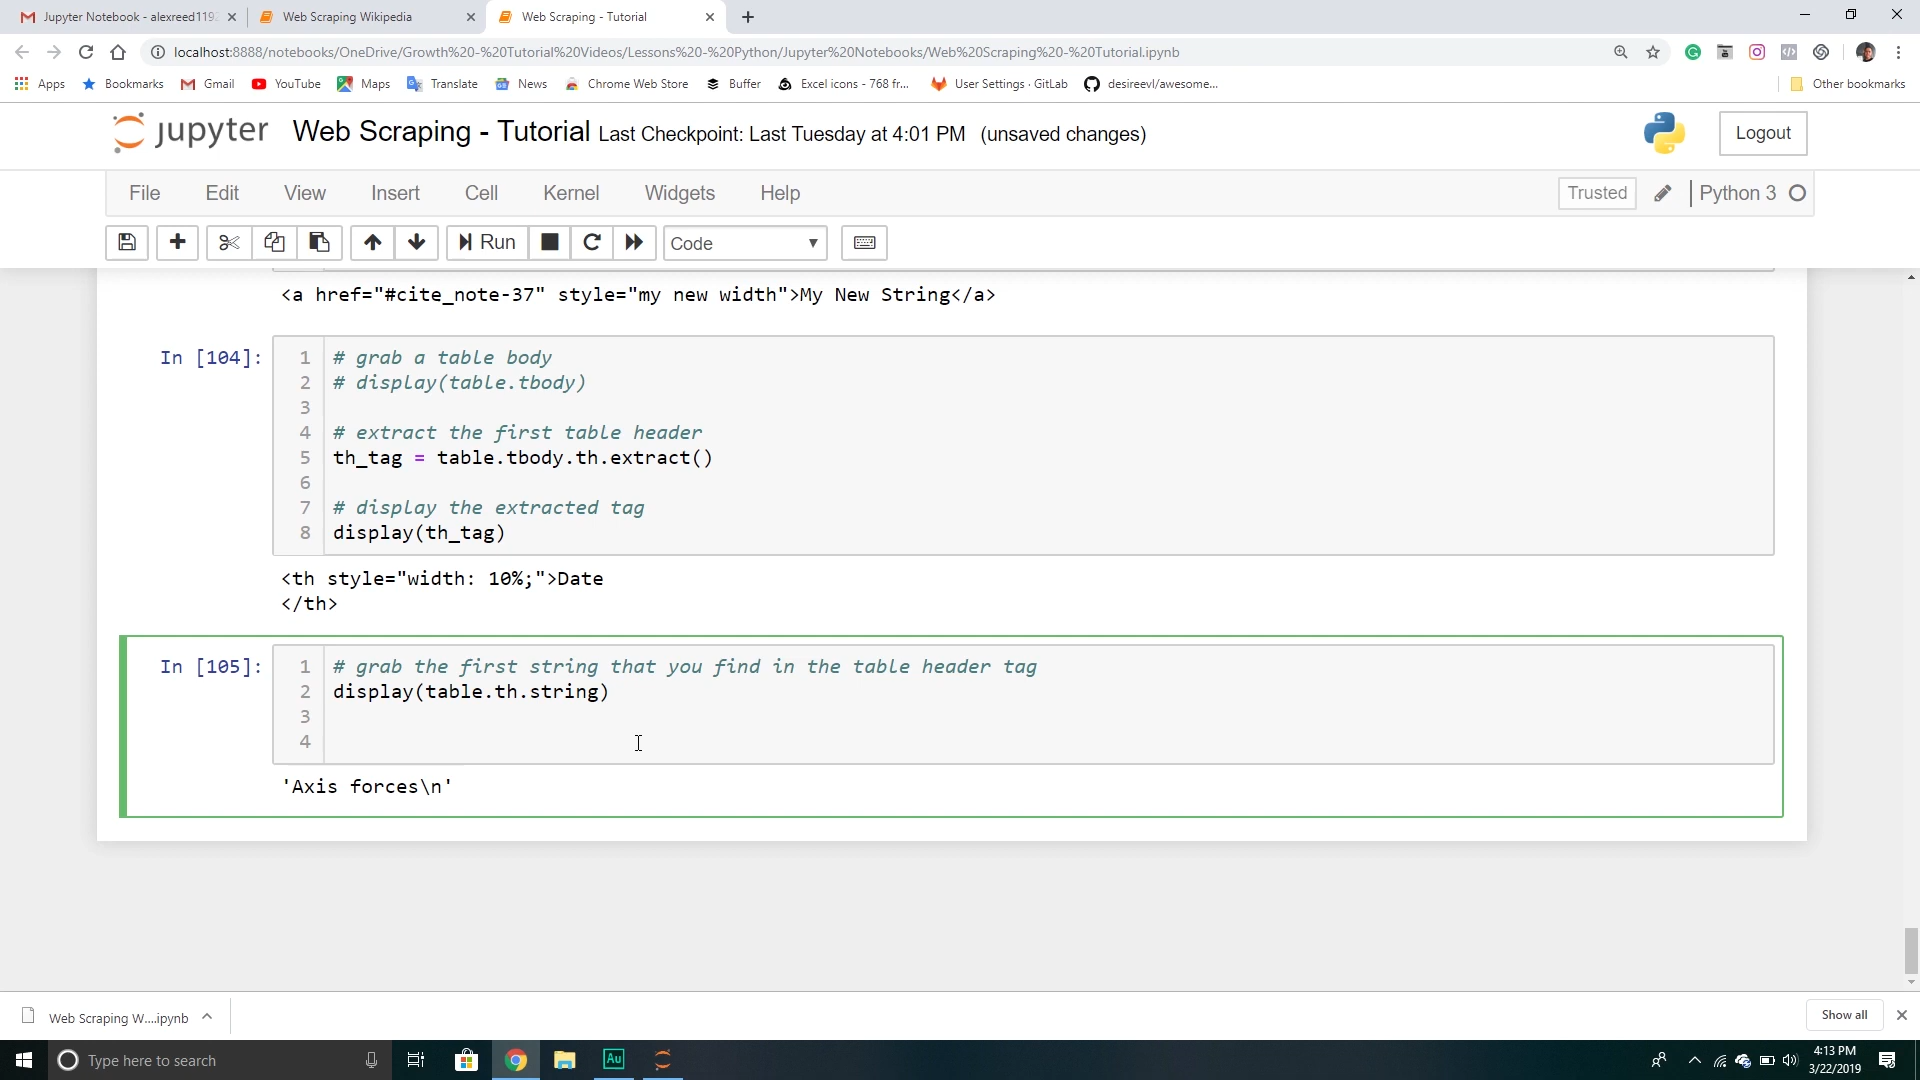 Jupyter Notebook - alexreed119
Web Scraping Wikipedia
Web Scraping - Tutorial
localhost:8888/notebooks/OneDrive/Growth%20-%20Tutorial%20Videos/Lessons%20-%20Python/Jupyter%20Notebooks/Web%20Scraping%20-%20Tutorial.ipynb
Apps Bookmarks Gmail YouTube Maps Translate News Chrome Web Store Buffer Excel icons - 768 fr... User Settings · GitLab desireevl/awesome... Other bookmarks
jupyter Web Scraping - Tutorial Last Checkpoint: Last Tuesday at 4:01 PM (unsaved changes) Logout
File Edit View Insert Cell Kernel Widgets Help Trusted Python 3
Run Code
<a href="#cite_note-37" style="my new width">My New String</a>
In [104]: 1 # grab a table body
2 # display(table.tbody)
3
4 # extract the first table header
5 th_tag = table.tbody.th.extract()
6
7 # display the extracted tag
8 display(th_tag)
<th style="width: 10%;">Date
</th>
In [105]: 1 # grab the first string that you find in the table header tag
2 display(table.th.string)
3
4
'Axis forces\n'
Web Scraping W....ipynb Show all
Type here to search Au 4:13 PM
3/22/2019